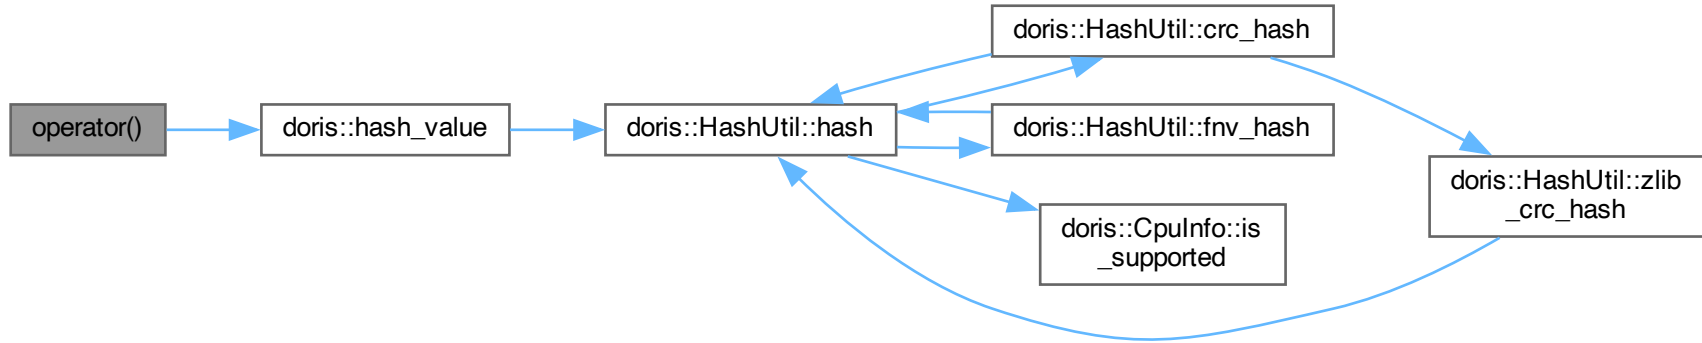 operator()
doris::hash_value
doris::HashUtil::hash
doris::HashUtil::crc_hash
doris::HashUtil::fnv_hash
doris::CpuInfo::is
_supported
doris::HashUtil::zlib
_crc_hash